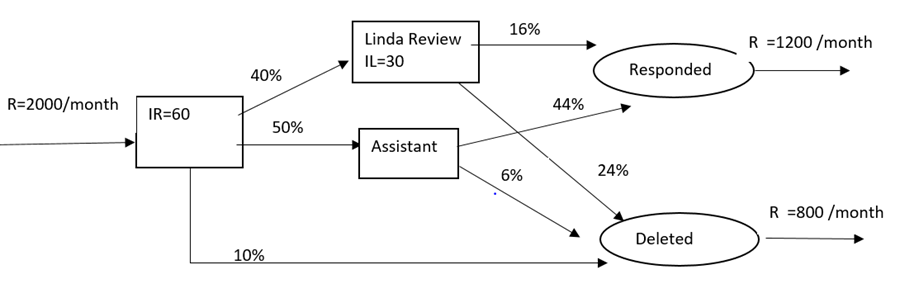 Linda Review
IL=30
16%
R =1200 /month
Responded
40%
R=2000/month
IR=60
44%
50%
Assistant
6%
24%
R =800 /month
Deleted
10%